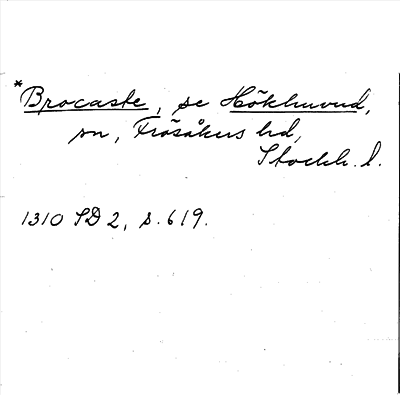 *Brocaste, se Hökhuvud,
sn, Frösåkers hd,
Stockh. l.
1310 SD 2, s. 619.